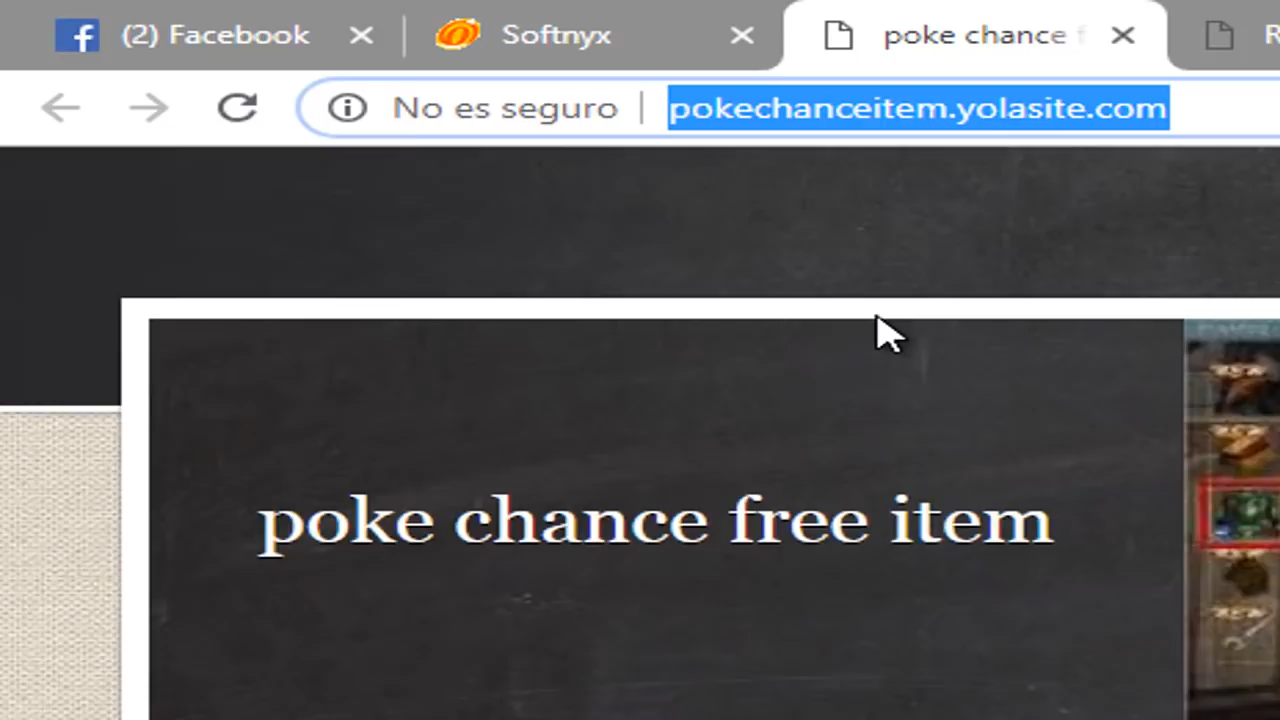 (2) Facebook
Softnyx
poke chance f
R
No es seguro
pokechanceitem.yolasite.com
poke chance free item